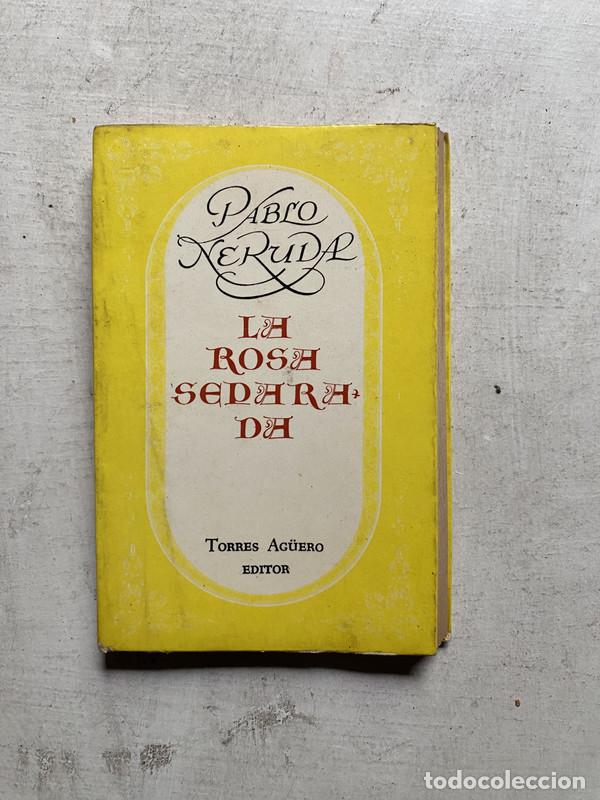 PABLO
NERUDA
LA
ROSA
SEPARA-
DA
TORRES AGÜERO
EDITOR
todocoleccion